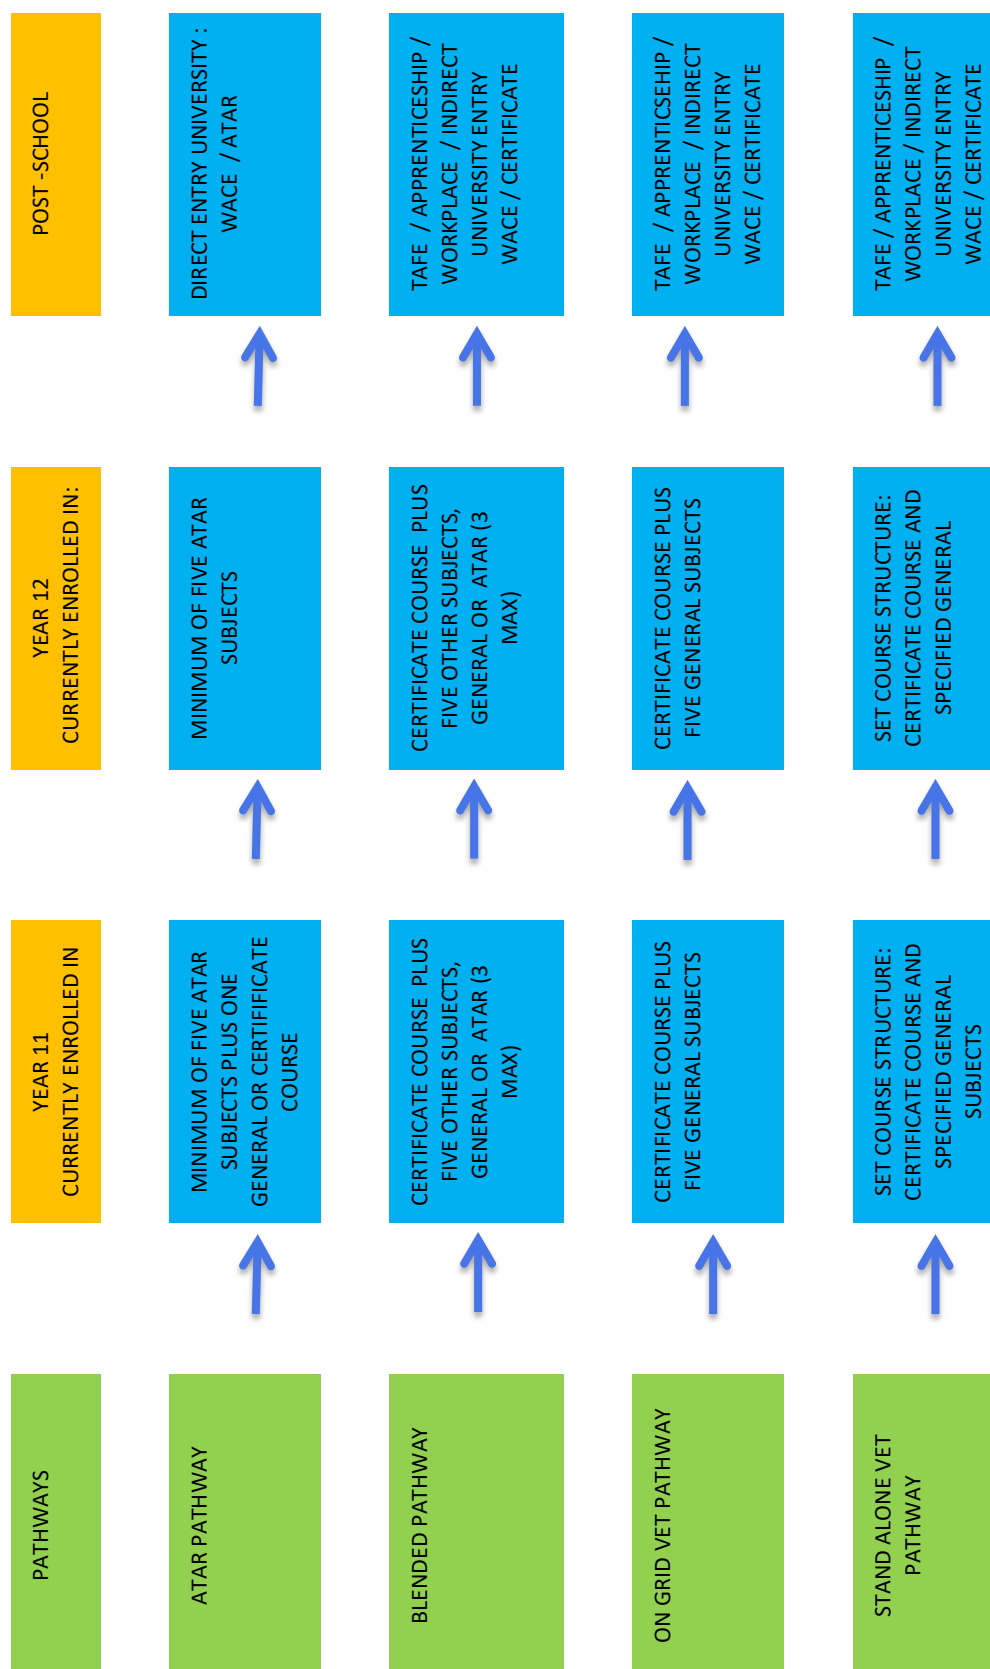 PATHWAYS
YEAR 11
CURRENTLY ENROLLED IN
YEAR 12
CURRENTLY ENROLLED IN:
POST -SCHOOL
ATAR PATHWAY
MINIMUM OF FIVE ATAR
SUBJECTS PLUS ONE
GENERAL OR CERTIFIFICATE
COURSE
MINIMUM OF FIVE ATAR
SUBJECTS
DIRECT ENTRY UNIVERSITY :
WACE / ATAR
BLENDED PATHWAY
CERTIFICATE COURSE PLUS
FIVE OTHER SUBJECTS,
GENERAL OR ATAR (3
MAX)
CERTIFICATE COURSE PLUS
FIVE OTHER SUBJECTS,
GENERAL OR ATAR (3
MAX)
TAFE / APPRENTICESHIP /
WORKPLACE / INDIRECT
UNIVERSITY ENTRY
WACE / CERTIFICATE
ON GRID VET PATHWAY
CERTIFICATE COURSE PLUS
FIVE GENERAL SUBJECTS
CERTIFICATE COURSE PLUS
FIVE GENERAL SUBJECTS
TAFE / APPRENTICSEHIP /
WORKPLACE / INDIRECT
UNIVERSITY ENTRY
WACE / CERTIFICATE
STAND ALONE VET
PATHWAY
SET COURSE STRUCTURE:
CERTIFICATE COURSE AND
SPECIFIED GENERAL
SUBJECTS
SET COURSE STRUCTURE:
CERTIFICATE COURSE AND
SPECIFIED GENERAL
TAFE / APPRENTICESHIP /
WORKPLACE / INDIRECT
UNIVERSITY ENTRY
WACE / CERTIFICATE